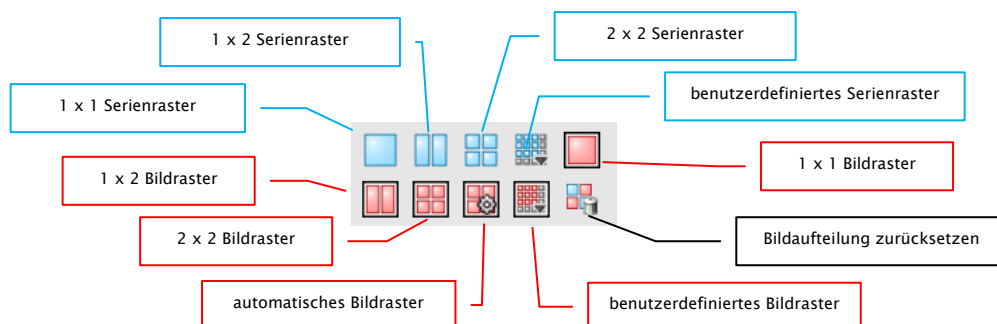 1 x 2 Serienraster
2 x 2 Serienraster
1 x 1 Serienraster
benutzerdefiniertes Serienraster
1 x 2 Bildraster
1 x 1 Bildraster
2 x 2 Bildraster
Bildaufteilung zurücksetzen
automatisches Bildraster
benutzerdefiniertes Bildraster